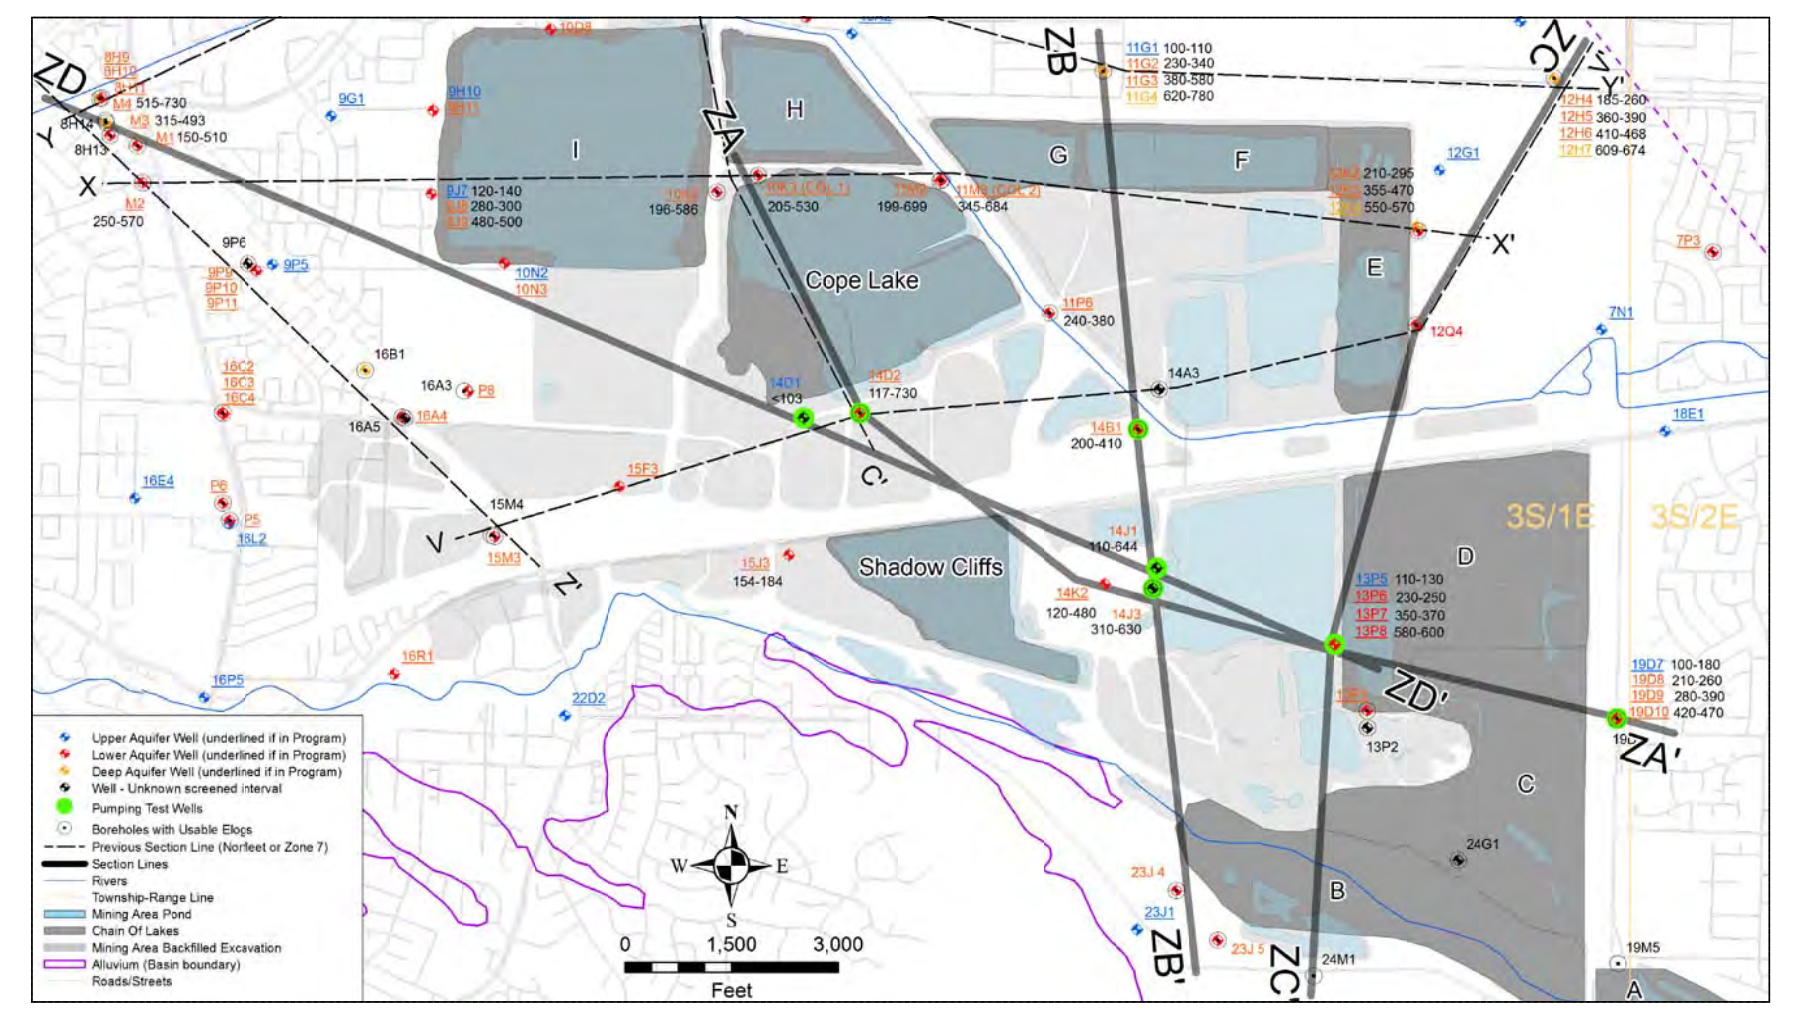 10D8
ZD
8H9
8H10
8H11
M4 515-730
M3 315-493
M1 150-510
8H14
8H13
Y
X
M2
250-570
9G1
9H10
9H11
I
9J7 120-140
280-300
480-500
ZA
H
196-586
10K3 (COL 1)
205-530
11M2
199-699
11M3 (COL 2)
345-684
ZB
11G1 100-110
11G2 230-340
11G3 380-580
11G4 620-780
G
F
ZC
V'
Y'
12H4 185-260
12H5 360-390
12H6 410-468
12H7 609-674
12G1
210-295
355-470
550-570
X'
E
7P3
9P6
9P5
9P9
9P10
9P11
10N2
10N3
Cope Lake
11P6
240-380
12Q4
7N1
16B1
16C2
16C3
16C4
16A3
P8
16A5
16A4
14D1
<103
14D2
117-730
14A3
14B1
200-410
18E1
C'
16E4
P6
P5
16L2
15F3
15M4
V
15M3
Z'
15J3
154-184
Shadow Cliffs
14J1
110-644
14K2
120-480
14J3
310-630
3S/1E
3S/2E
D
13P5 110-130
13P6 230-250
13P7 350-370
13P8 580-600
16R1
16P5
22D2
ZD'
13P2
19D7 100-180
19D8 210-260
19D9 280-390
19D10 420-470
ZA'
C
24G1
B
23J 4
23J1
23J 5
ZB'
ZC'
24M1
19M5
A
Upper Aquifer Well (underlined if in Program)
Lower Aquifer Well (underlined if in Program)
Deep Aquifer Well (underlined if in Program)
Well - Unknown screened interval
Pumping Test Wells
Boreholes with Usable Elogs
Previous Section Line (Norfleet or Zone 7)
Section Lines
Rivers
Township-Range Line
Mining Area Pond
Chain Of Lakes
Mining Area Backfilled Excavation
Alluvium (Basin boundary)
Roads/Streets
N
W
E
S
0 1,500 3,000
Feet